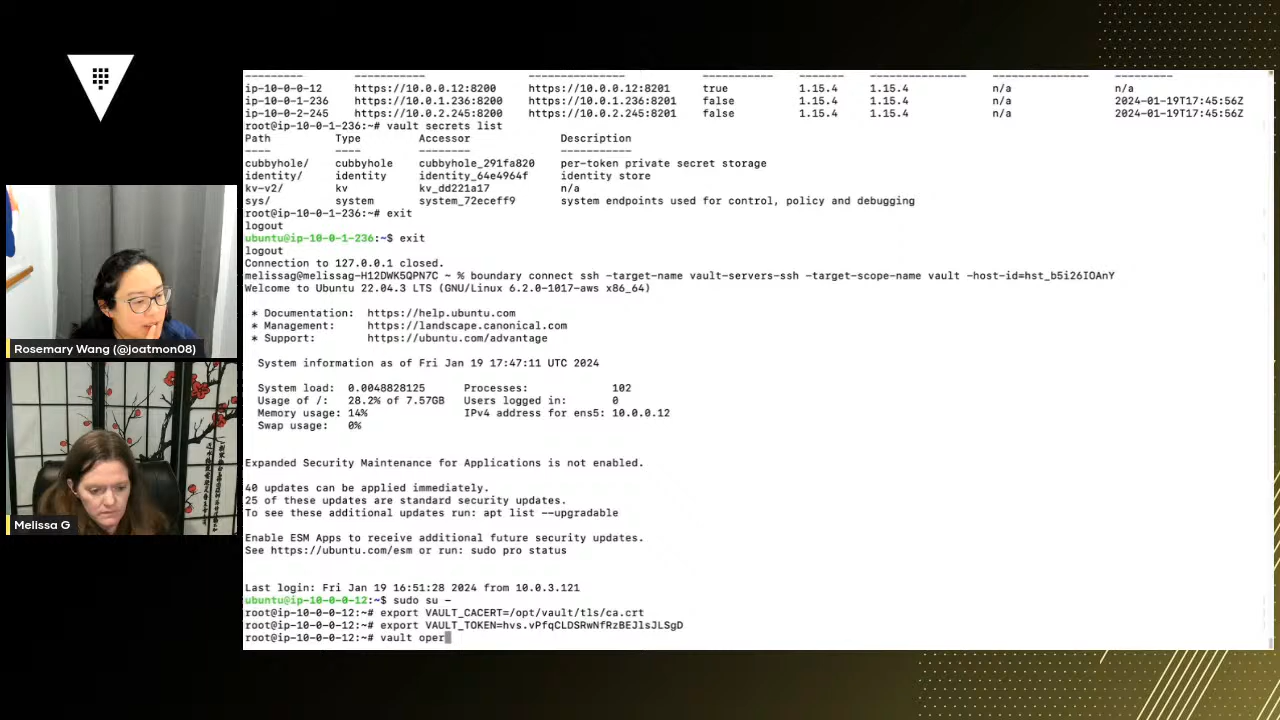 --------- ----------- --------------- ----------- ------- --------------- --------------- ---------
ip-10-0-0-12 https://10.0.0.12:8200 https://10.0.0.12:8201 true 1.15.4 1.15.4 n/a n/a
ip-10-0-1-236 https://10.0.1.236:8200 https://10.0.1.236:8201 false 1.15.4 1.15.4 n/a 2024-01-19T17:45:56Z
ip-10-0-2-245 https://10.0.2.245:8200 https://10.0.2.245:8201 false 1.15.4 1.15.4 n/a 2024-01-19T17:45:56Z
root@ip-10-0-1-236:~# vault secrets list
Path Type Accessor Description
---- ---- -------- -----------
cubbyhole/ cubbyhole cubbyhole_291fa820 per-token private secret storage
identity/ identity identity_64e4964f identity store
kv-v2/ kv kv_dd221a17 n/a
sys/ system system_72eceff9 system endpoints used for control, policy and debugging
root@ip-10-0-1-236:~# exit
logout
ubuntu@ip-10-0-1-236:~$ exit
logout
Connection to 127.0.0.1 closed.
melissag@melissag-H12DWK5QPN7C ~ % boundary connect ssh -target-name vault-servers-ssh -target-scope-name vault -host-id=hst_b5i26IOAnY
Welcome to Ubuntu 22.04.3 LTS (GNU/Linux 6.2.0-1017-aws x86_64)
* Documentation: https://help.ubuntu.com
* Management: https://landscape.canonical.com
* Support: https://ubuntu.com/advantage
System information as of Fri Jan 19 17:47:11 UTC 2024
System load: 0.0048828125 Processes: 102
Usage of /: 28.2% of 7.57GB Users logged in: 0
Memory usage: 14% IPv4 address for ens5: 10.0.0.12
Swap usage: 0%
Expanded Security Maintenance for Applications is not enabled.
40 updates can be applied immediately.
25 of these updates are standard security updates.
To see these additional updates run: apt list --upgradable
Enable ESM Apps to receive additional future security updates.
See https://ubuntu.com/esm or run: sudo pro status
Last login: Fri Jan 19 16:51:28 2024 from 10.0.3.121
ubuntu@ip-10-0-0-12:~$ sudo su -
root@ip-10-0-0-12:~# export VAULT_CACERT=/opt/vault/tls/ca.crt
root@ip-10-0-0-12:~# export VAULT_TOKEN=hvs.vPfqCLDSRwNfRzBEJlsJLSgD
root@ip-10-0-0-12:~# vault oper
Rosemary Wang (@joatmon08)
Melissa G